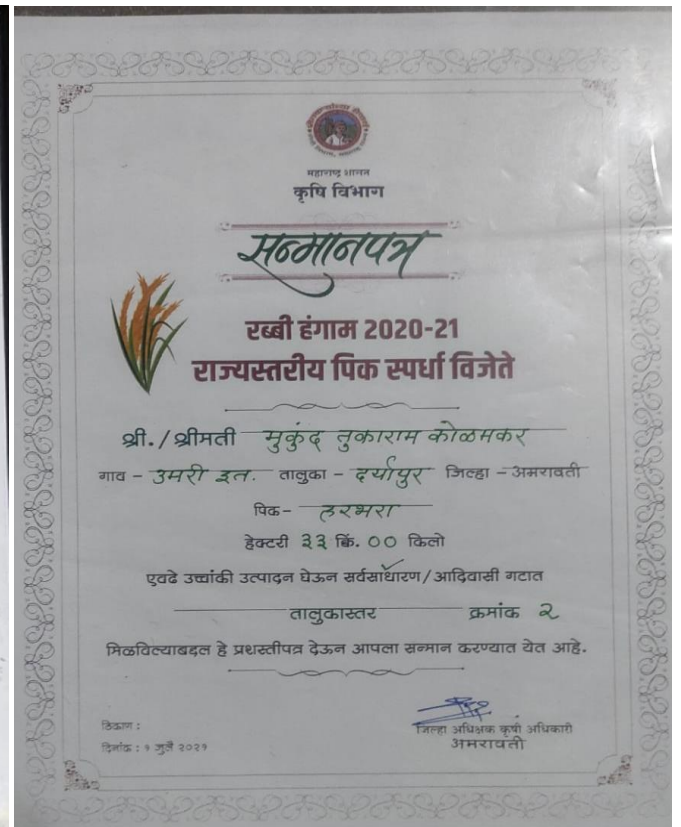 महाराष्ट्र शासन
कृषि विभाग
सन्मानपत्र
रब्बी हंगाम 2020-21
राज्यस्तरीय पिक स्पर्धा विजेते
श्री./श्रीमती मुकुंद तुकाराम कोळमकर
गाव - उमरी इत. तालुका - दर्यापुर जिल्हा - अमरावती
पिक- हरभरा
हेक्टरी ३३ क्विं. ०० किलो
एवढे उच्चांकी उत्पादन घेऊन सर्वसाधारण/आदिवासी गटात
तालुकास्तर क्रमांक २
मिळविल्याबद्दल हे प्रशस्तीपत्र देऊन आपला सन्मान करण्यात येत आहे.
ठिकाण :
दिनांक : १ जुलै २०२१
जिल्हा अधिक्षक कृषी अधिकारी
अमरावती